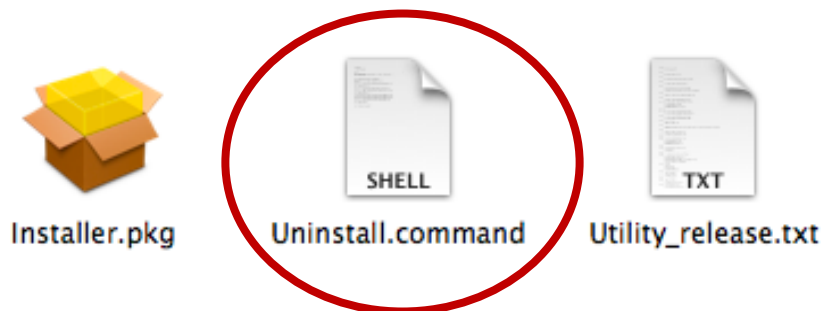 SHELL
TXT
Installer.pkg
Uninstall.command
Utility_release.txt